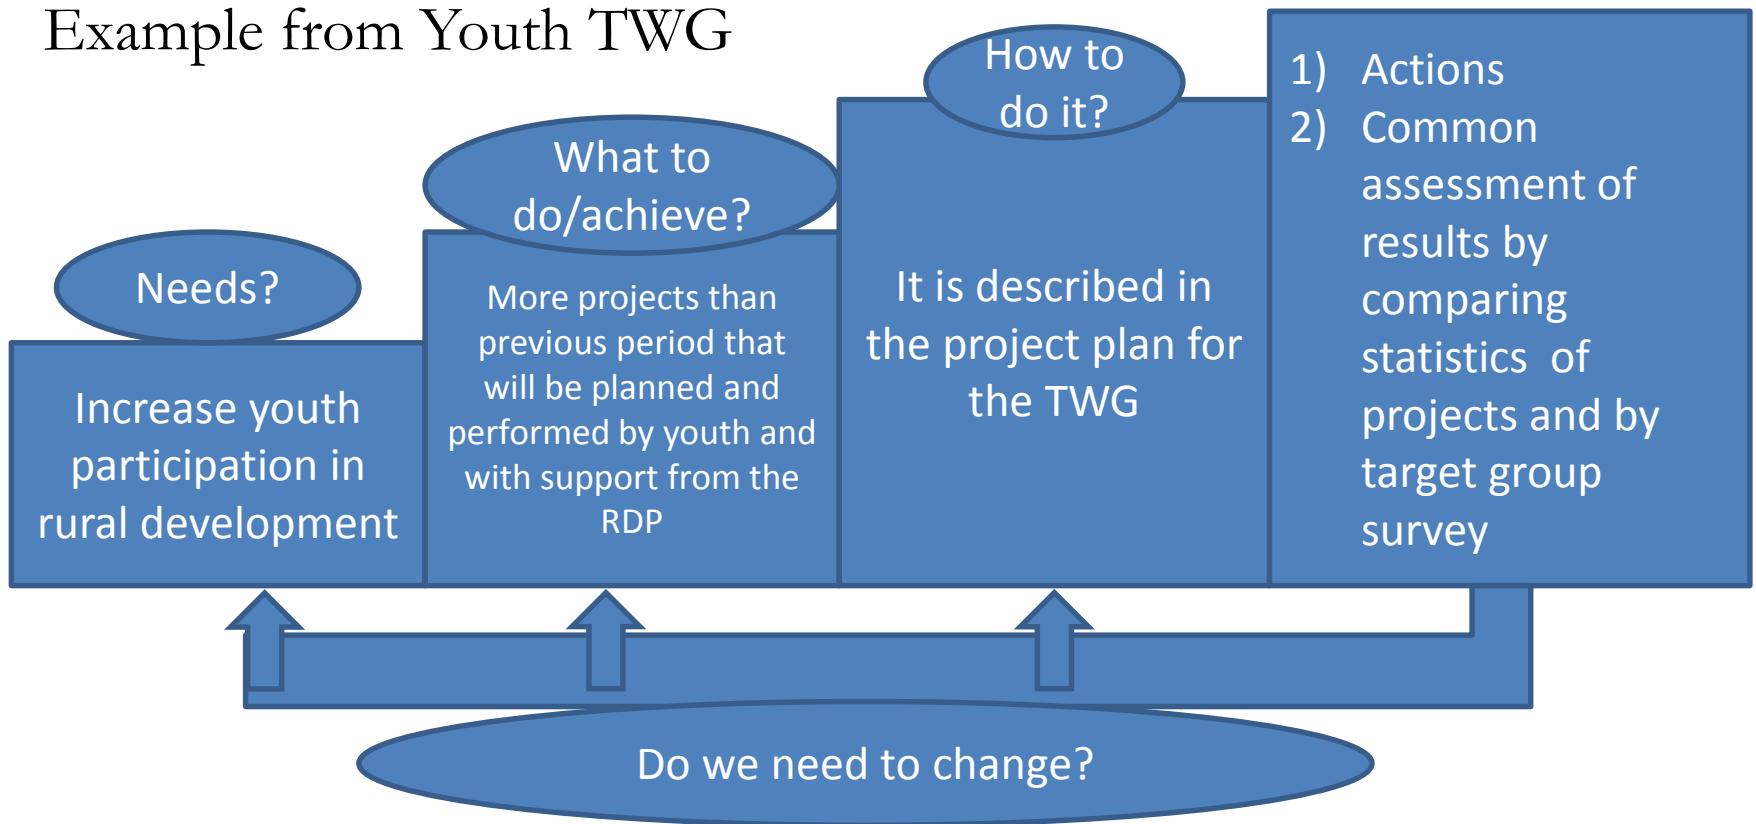 Example from Youth TWG
Needs?
Increase youth
participation in
rural development
What to
do/achieve?
More projects than
previous period that
will be planned and
performed by youth and
with support from the
RDP
How to
do it?
It is described in
the project plan for
the TWG
1) Actions
2) Common
assessment of
results by
comparing
statistics of
projects and by
target group
survey
Do we need to change?